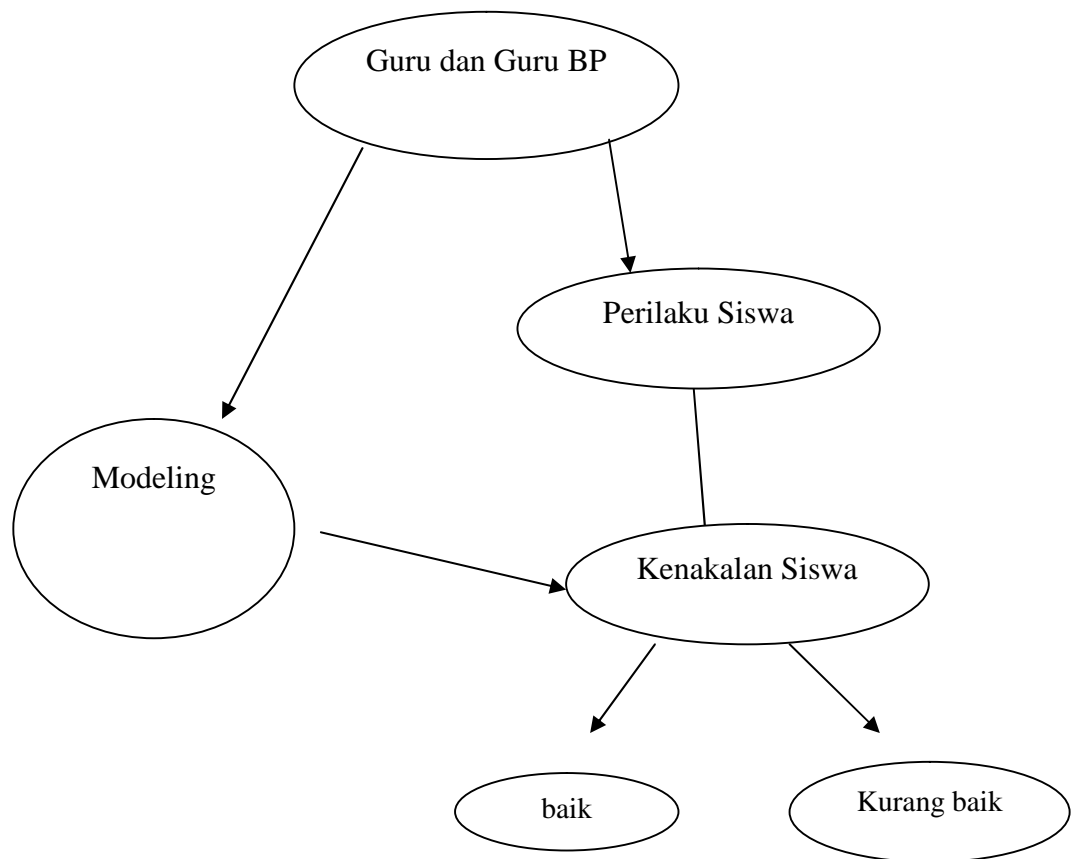 Guru dan Guru BP
Perilaku Siswa
Modeling
Kenakalan Siswa
baik
Kurang baik